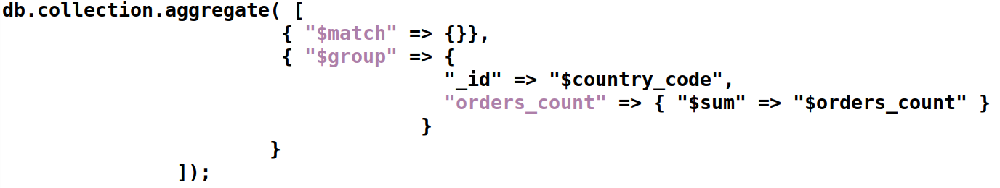 db.collection.aggregate( [
{ "$match" => {}},
{ "$group" => {
"_id" => "$country_code",
"orders_count" => { "$sum" => "$orders_count" }
}
}
]);